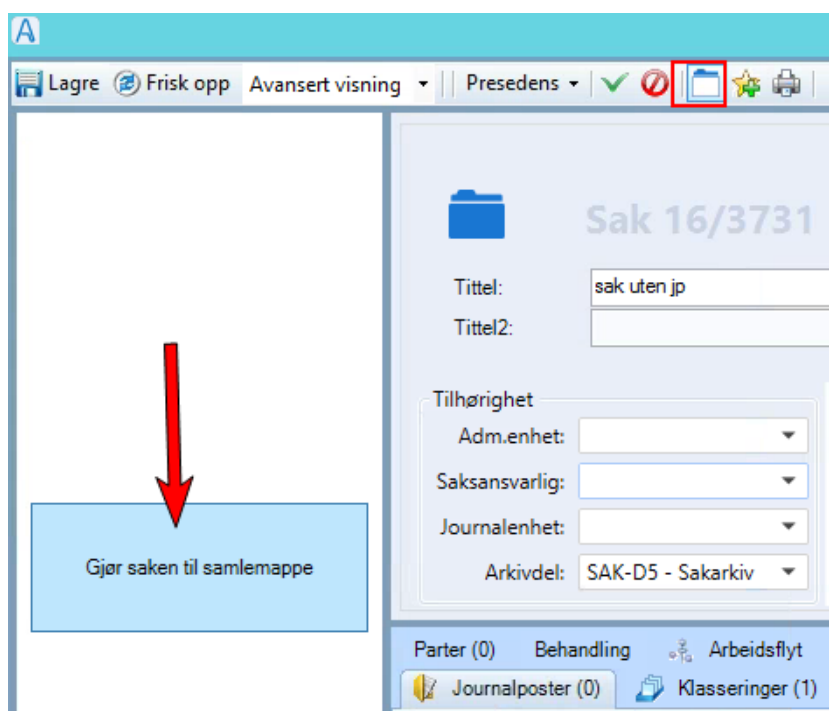 A
Lagre Frisk opp Avansert visning Presedens
Sak 16/3731
Tittel: sak uten jp
Tittel2:
Tilhørighet
Adm.enhet:
Saksansvarlig:
Journalenhet:
Arkivdel: SAK-D5 - Sakarkiv
Gjør saken til samlemappe
Parter (0) Behandling Arbeidsflyt
Journalposter (0) Klasseringer (1)